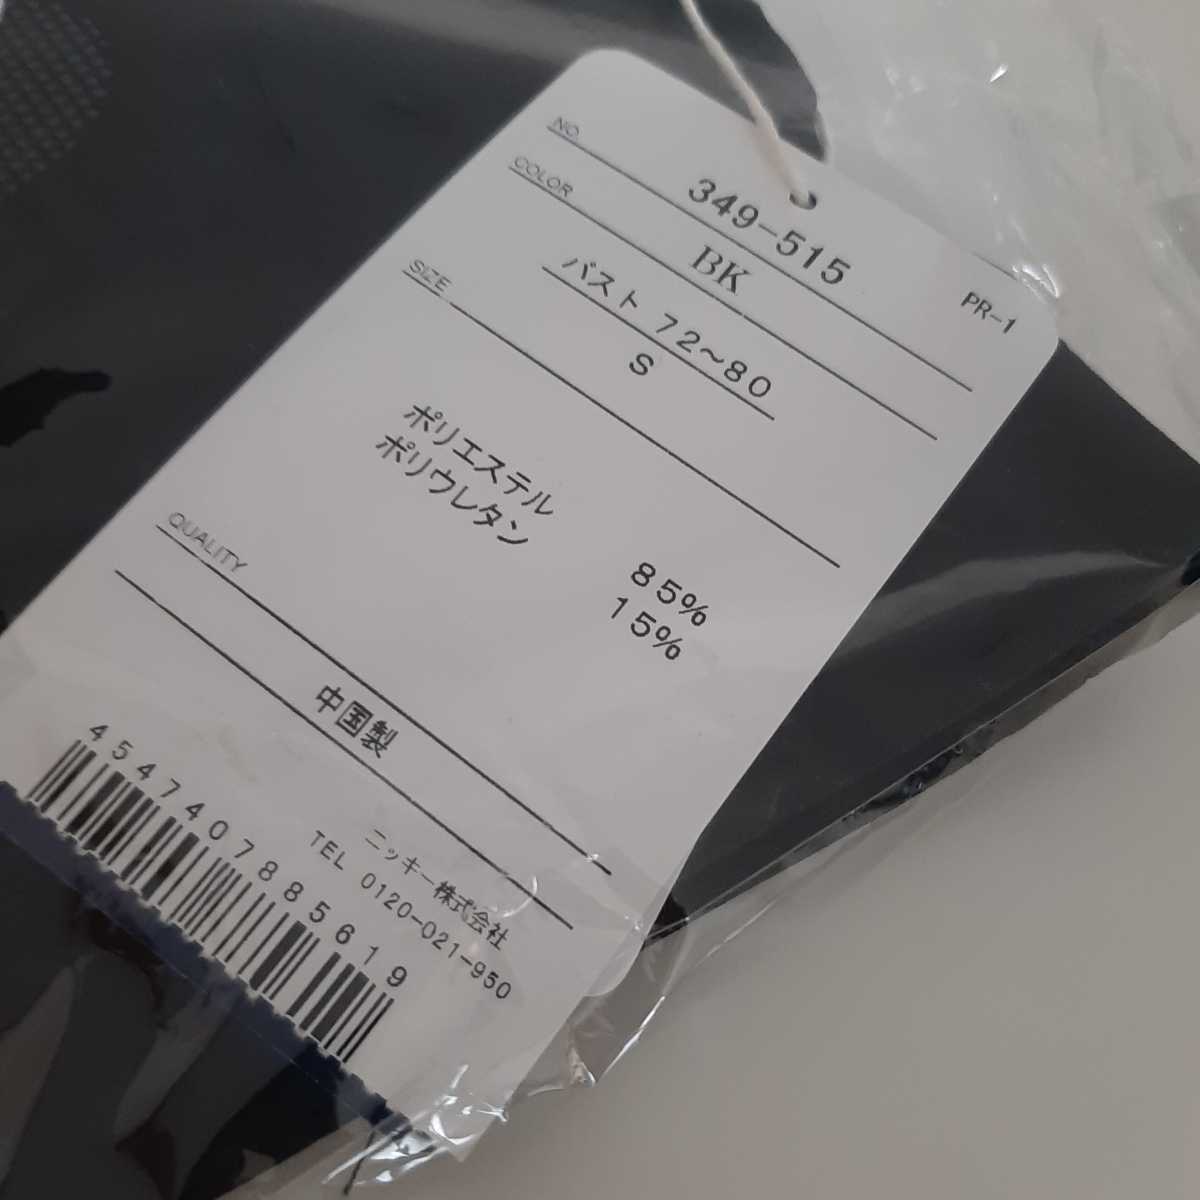 NO.
349-515
PR-1
COLOR
BK
SIZE
バスト 72~80
S
ポリエステル 85%
ポリウレタン 15%
QUALITY
中国製
ニッキー株式会社
TEL 0120-021-950
4547407885619